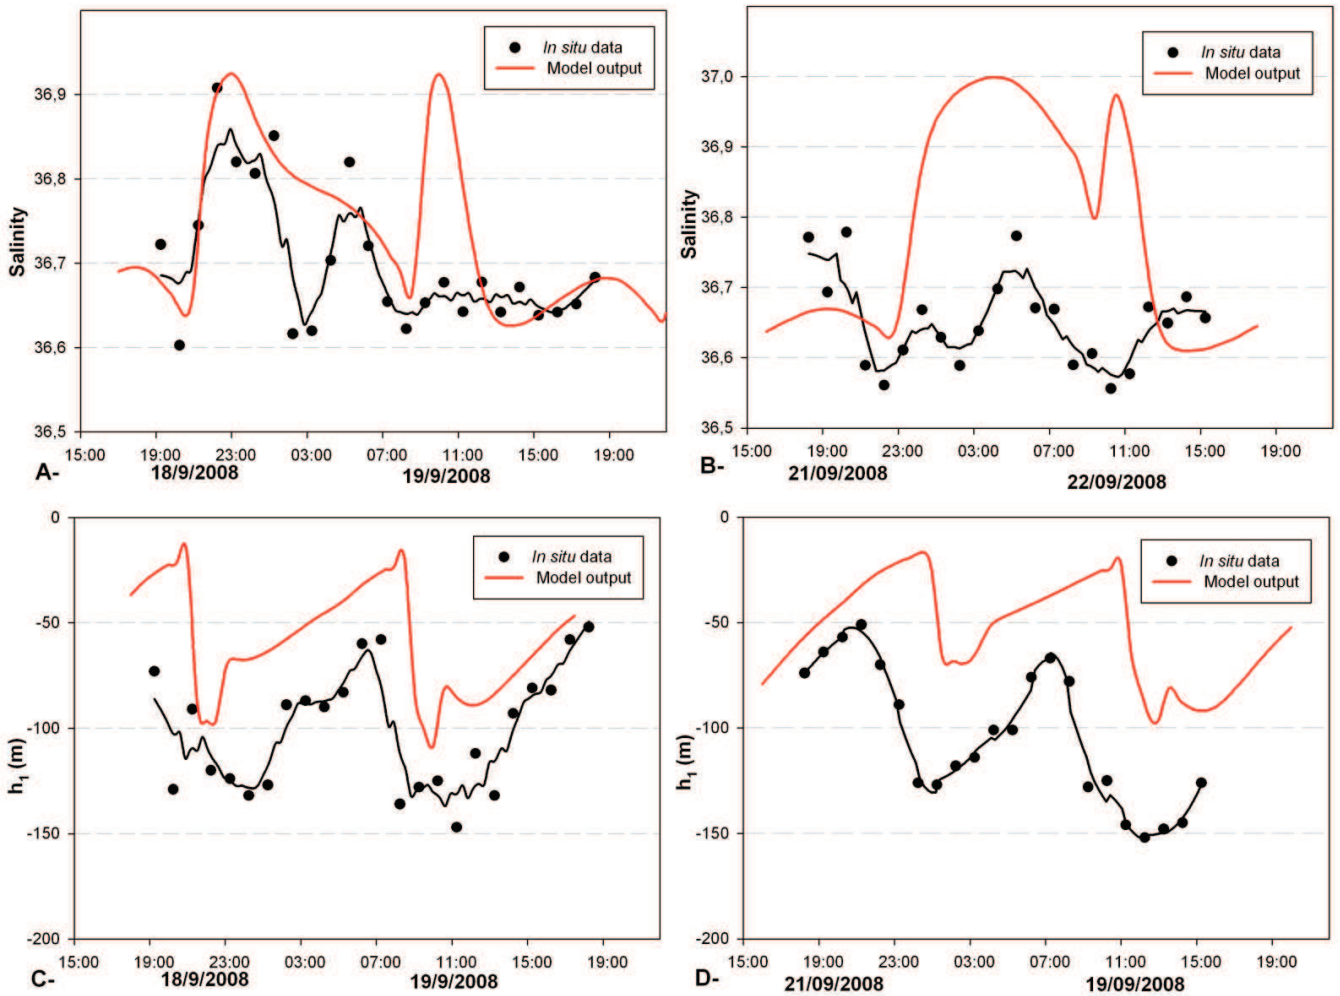 In situ data
Model output
Salinity
36,9
36,8
36,7
36,6
36,5
15:00 19:00 23:00 03:00 07:00 11:00 15:00 19:00
A- 18/9/2008 19/9/2008
In situ data
Model output
Salinity
37,0
36,9
36,8
36,7
36,6
36,5
15:00 19:00 23:00 03:00 07:00 11:00 15:00 19:00
B- 21/09/2008 22/09/2008
In situ data
Model output
h1 (m)
0
-50
-100
-150
-200
15:00 19:00 23:00 03:00 07:00 11:00 15:00 19:00
C- 18/9/2008 19/9/2008
In situ data
Model output
h1 (m)
0
-50
-100
-150
-200
15:00 19:00 23:00 03:00 07:00 11:00 15:00 19:00
D- 21/09/2008 19/09/2008